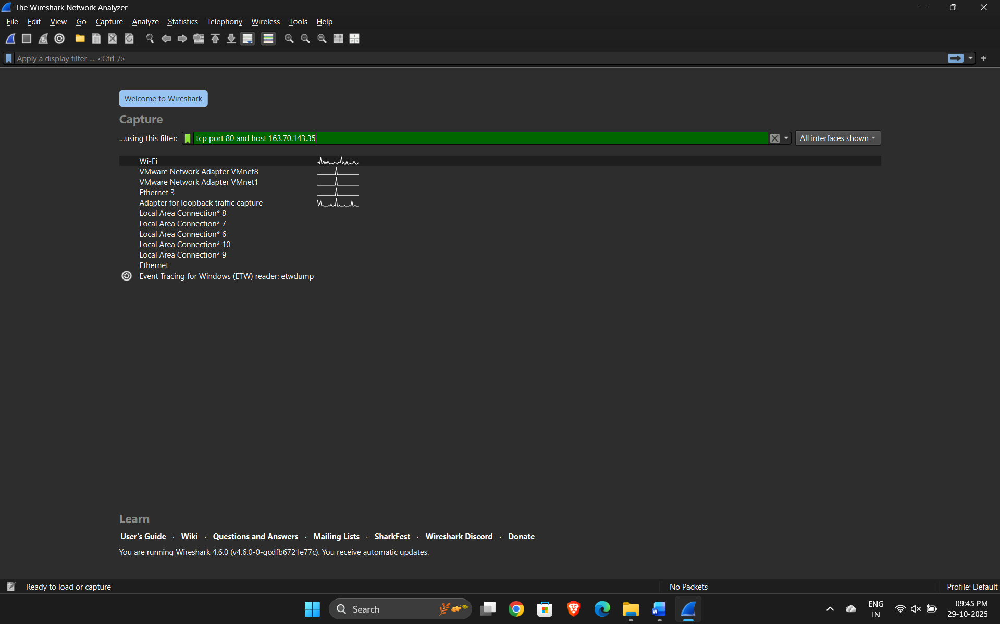 The Wireshark Network Analyzer
File Edit View Go Capture Analyze Statistics Telephony Wireless Tools Help
Apply a display filter ... <Ctrl-/>
Welcome to Wireshark
Capture
...using this filter: tcp port 80 and host 163.70.143.35 All interfaces shown
Wi-Fi
VMware Network Adapter VMnet8
VMware Network Adapter VMnet1
Ethernet 3
Adapter for loopback traffic capture
Local Area Connection* 8
Local Area Connection* 7
Local Area Connection* 6
Local Area Connection* 10
Local Area Connection* 9
Ethernet
Event Tracing for Windows (ETW) reader: etwdump
Learn
User's Guide · Wiki · Questions and Answers · Mailing Lists · SharkFest · Wireshark Discord · Donate
You are running Wireshark 4.6.0 (v4.6.0-0-gcdfb6721e77c). You receive automatic updates.
Ready to load or capture No Packets Profile: Default
Search
ENG
IN
09:45 PM
29-10-2025